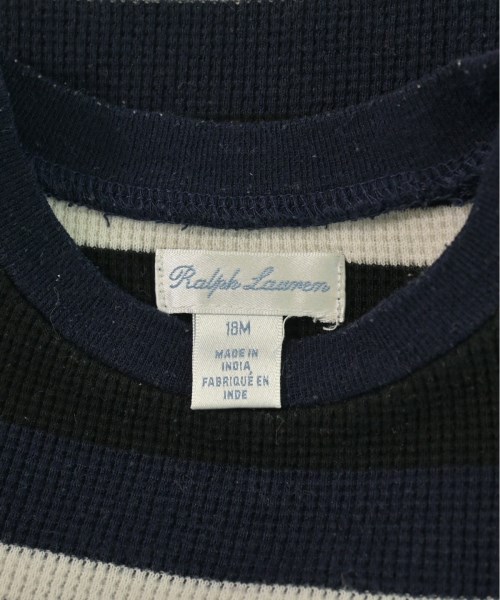 Ralph Lauren
18M
MADE IN
INDIA
FABRIQUÉ EN
INDE